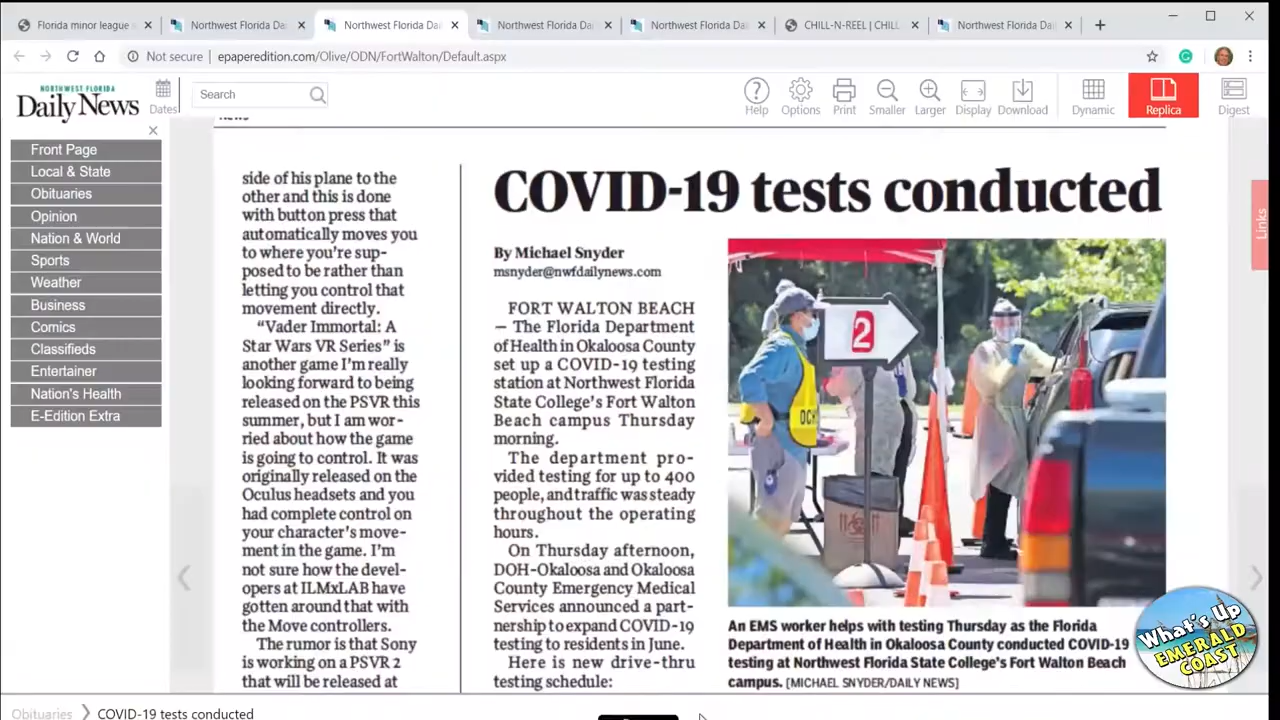 Florida minor league
Northwest Florida Da
Northwest Florida Dai
Northwest Florida Dai
Northwest Florida Dai
CHILL-N-REEL | CHILL
Northwest Florida Dai
Not secure
epaperedition.com/Olive/ODN/FortWalton/Default.aspx
NORTHWEST FLORIDA
Daily News
Dates
Search
Help
Options
Print
Smaller
Larger
Display
Download
Dynamic
Replica
Digest
Front Page
Local & State
Obituaries
Opinion
Nation & World
Sports
Weather
Business
Comics
Classifieds
Entertainer
Nation's Health
E-Edition Extra
side of his plane to the
other and this is done
with button press that
automatically moves you
to where you're sup-
posed to be rather than
letting you control that
movement directly.
“Vader Immortal: A
Star Wars VR Series” is
another game I'm really
looking forward to being
released on the PSVR this
summer, but I am wor-
ried about how the game
is going to control. It was
originally released on the
Oculus headsets and you
had complete control on
your character's move-
ment in the game. I'm
not sure how the devel-
opers at ILMxLAB have
gotten around that with
the Move controllers.
The rumor is that Sony
is working on a PSVR 2
that will be released at
COVID-19 tests conducted
By Michael Snyder
msnyder@nwfdailynews.com
FORT WALTON BEACH
— The Florida Department
of Health in Okaloosa County
set up a COVID-19 testing
station at Northwest Florida
State College's Fort Walton
Beach campus Thursday
morning.
The department pro-
vided testing for up to 400
people, and traffic was steady
throughout the operating
hours.
On Thursday afternoon,
DOH-Okaloosa and Okaloosa
County Emergency Medical
Services announced a part-
nership to expand COVID-19
testing to residents in June.
Here is new drive-thru
testing schedule:
2
An EMS worker helps with testing Thursday as the Florida
Department of Health in Okaloosa County conducted COVID-19
testing at Northwest Florida State College's Fort Walton Beach
campus. [MICHAEL SNYDER/DAILY NEWS]
Links
What's Up
EMERALD
COAST
Obituaries
COVID-19 tests conducted